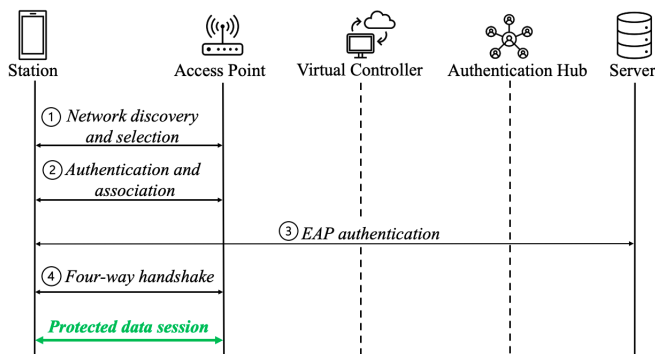 Station
Access Point
Virtual Controller
Authentication Hub
Server
① Network discovery
and selection
② Authentication and
association
③ EAP authentication
④ Four-way handshake
Protected data session